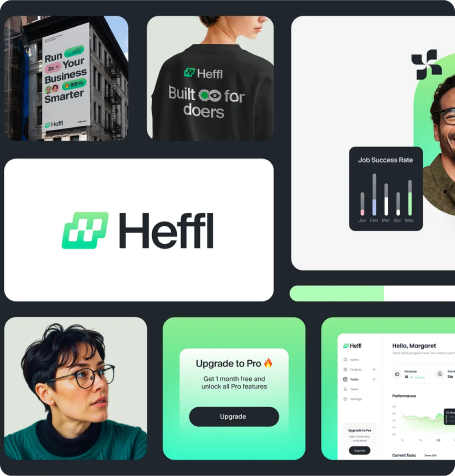 Run
2x Your
Business
Smarter
Heffl
Heffl
Built for
doers
Job Success Rate
Jan Feb Mar Apr May
Heffl
Upgrade to Pro 🔥
Get 1 month free and
unlock all Pro features
Upgrade
Heffl
Hello, Margaret
Home
Projects
Tasks
Settings
Performance
Upgrade to Pro
Upgrade
Current Tasks